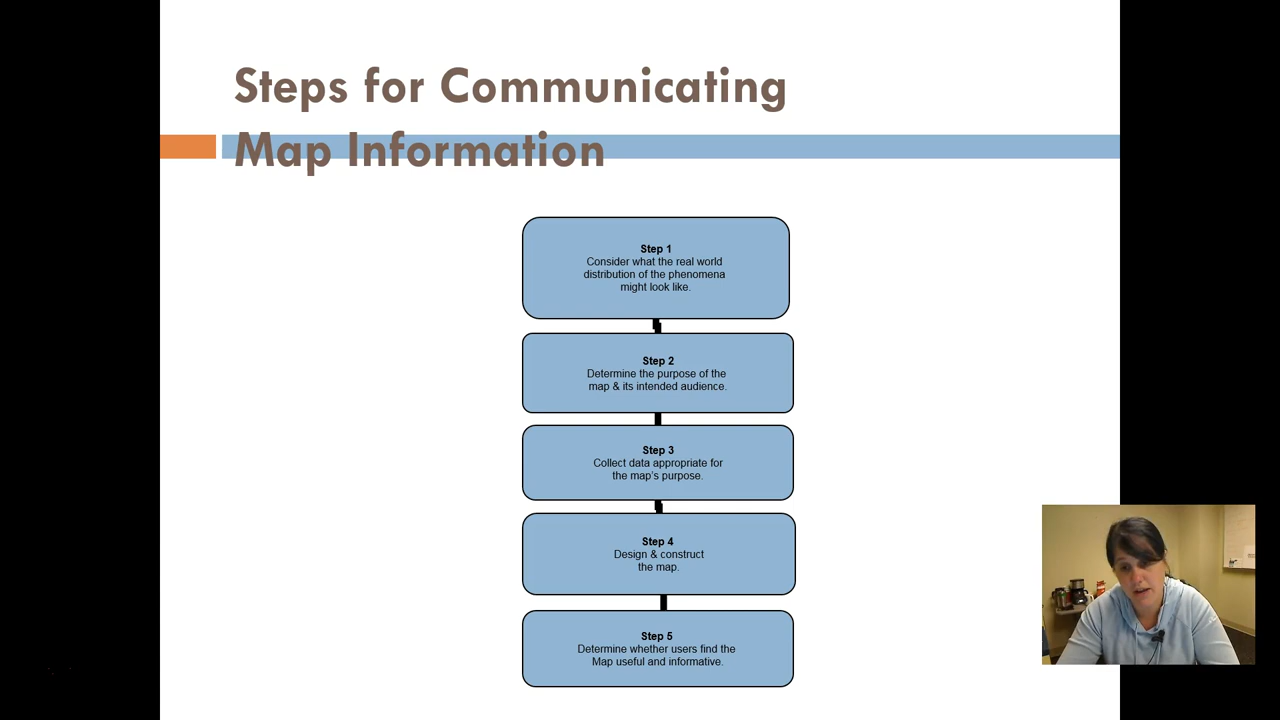 Steps for Communicating
Map Information
Step 1
Consider what the real world
distribution of the phenomena
might look like.
Step 2
Determine the purpose of the
map & its intended audience.
Step 3
Collect data appropriate for
the map's purpose.
Step 4
Design & construct
the map.
Step 5
Determine whether users find the
Map useful and informative.